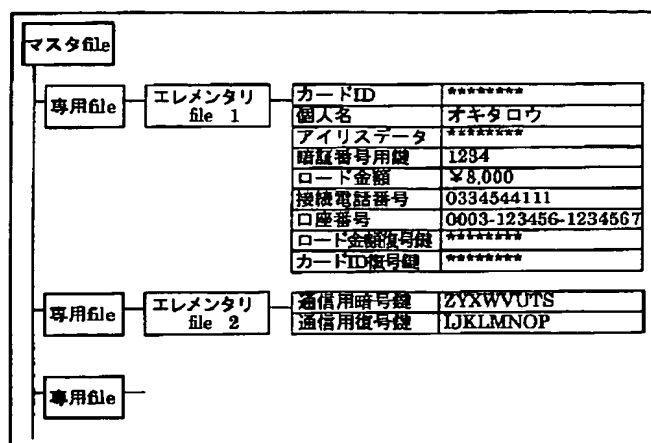 マスタfile
専用file
エレメンタリ
file 1
カードID ********
個人名 オキタロウ
アイリスデータ ********
暗証番号用鍵 1234
ロード金額 ¥8,000
接続電話番号 0334544111
口座番号 0003-123456-1234567
ロード金額復号鍵 ********
カードID復号鍵 ********
専用file
エレメンタリ
file 2
通信用暗号鍵 ZYXWVUTS
通信用復号鍵 IJKLMNOP
専用file